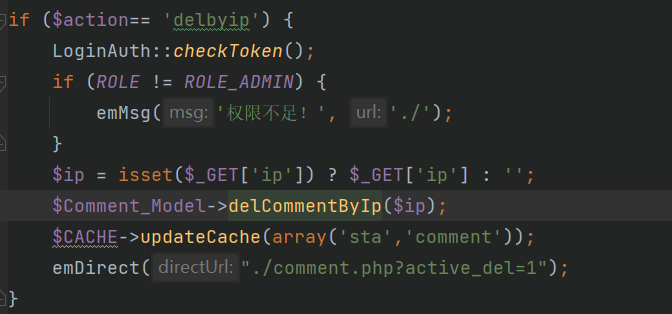 if ($action== 'delbyip') {
    LoginAuth::checkToken();
    if (ROLE != ROLE_ADMIN) {
        emMsg( msg: '权限不足！', url: './');
    }
    $ip = isset($_GET['ip']) ? $_GET['ip'] : '';
    $Comment_Model->delCommentByIp($ip);
    $CACHE->updateCache(array('sta','comment'));
    emDirect( directUrl: "./comment.php?active_del=1");
}